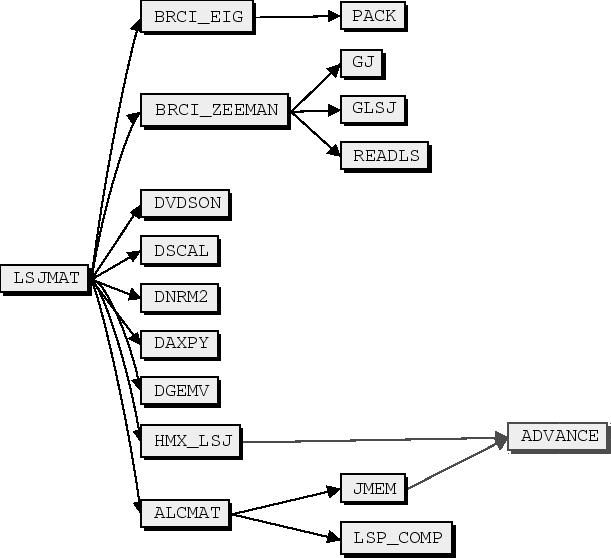 BRCI_EIG
PACK
GJ
BRCI_ZEEMAN
GLSJ
READLS
DVDSON
DSCAL
LSJMAT
DNRM2
DAXPY
DGEMV
HMX_LSJ
ADVANCE
JMEM
ALCMAT
LSP_COMP